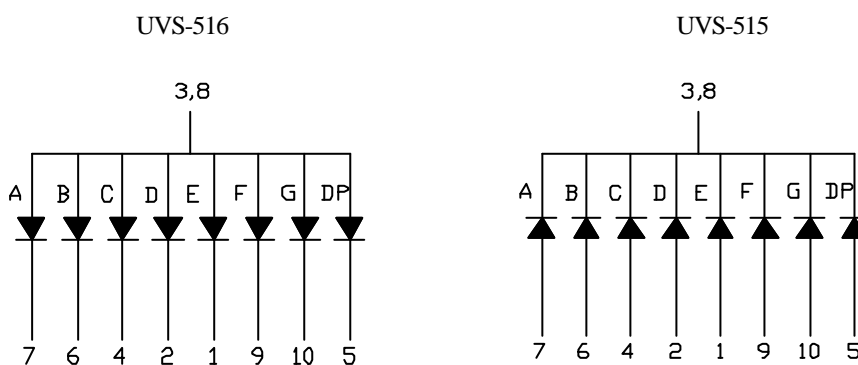 UVS-516 UVS-515
3,8 3,8
A B C D E F G DP A B C D E F G DP
7 6 4 2 1 9 10 5 7 6 4 2 1 9 10 5